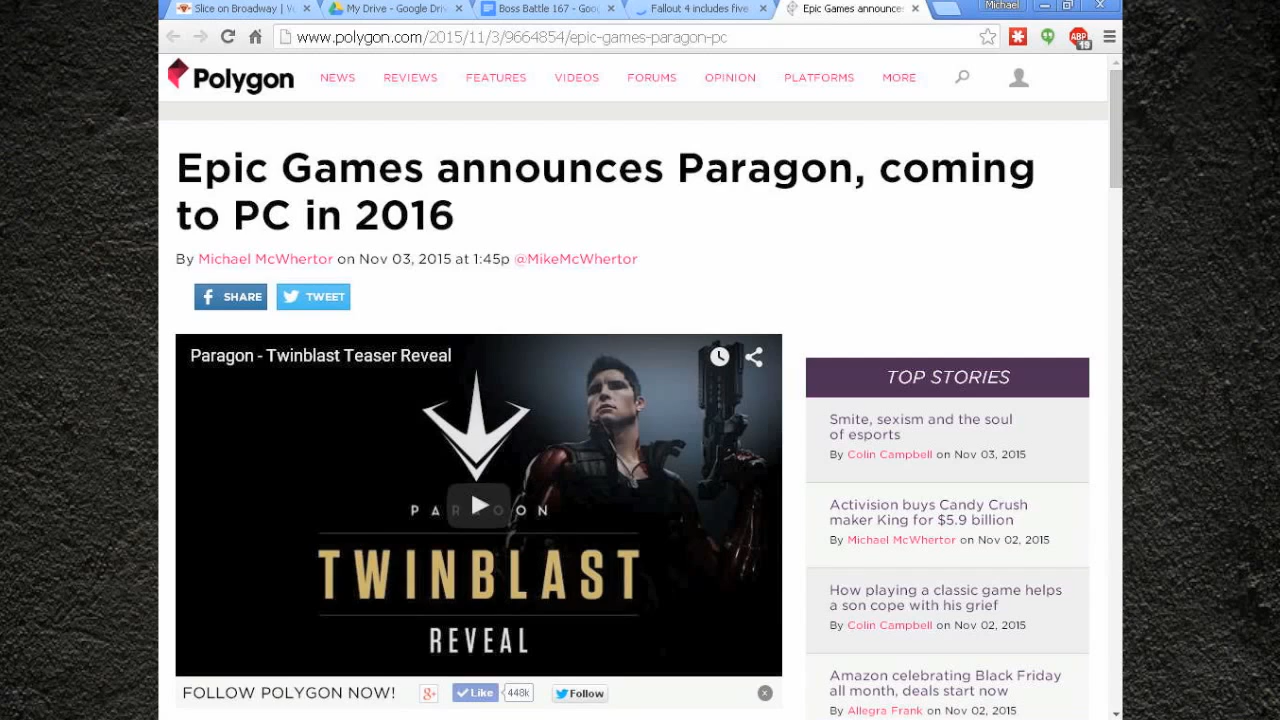 Slice on Broadway | V
My Drive - Google Driv
Boss Battle 167 - Goo
Fallout 4 includes five
Epic Games announces
Michael
www.polygon.com/2015/11/3/9664854/epic-games-paragon-pc
ABP
19
Polygon
NEWS
REVIEWS
FEATURES
VIDEOS
FORUMS
OPINION
PLATFORMS
MORE
Epic Games announces Paragon, coming
to PC in 2016
By Michael McWhertor on Nov 03, 2015 at 1:45p @MikeMcWhertor
SHARE
TWEET
Paragon - Twinblast Teaser Reveal
PARAGON
TWINBLAST
REVEAL
FOLLOW POLYGON NOW!
g+
Like
448k
Follow
TOP STORIES
Smite, sexism and the soul
of esports
By Colin Campbell on Nov 03, 2015
Activision buys Candy Crush
maker King for $5.9 billion
By Michael McWhertor on Nov 02, 2015
How playing a classic game helps
a son cope with his grief
By Colin Campbell on Nov 02, 2015
Amazon celebrating Black Friday
all month, deals start now
By Allegra Frank on Nov 02, 2015